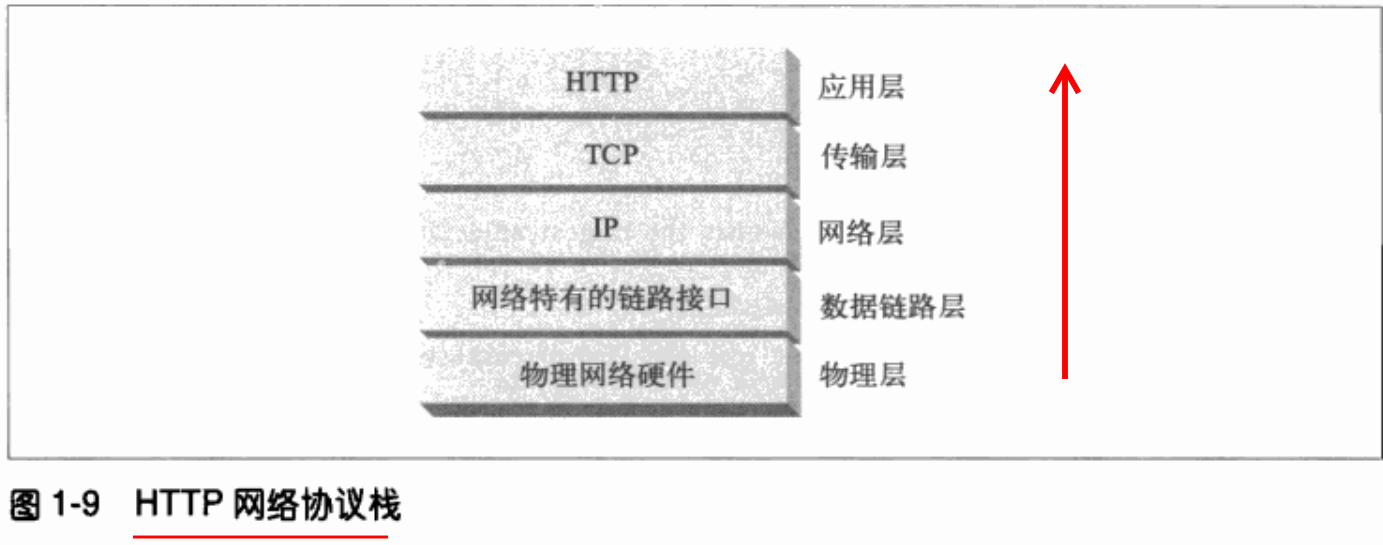 HTTP 应用层
TCP 传输层
IP 网络层
网络特有的链路接口 数据链路层
物理网络硬件 物理层
图 1-9 HTTP 网络协议栈